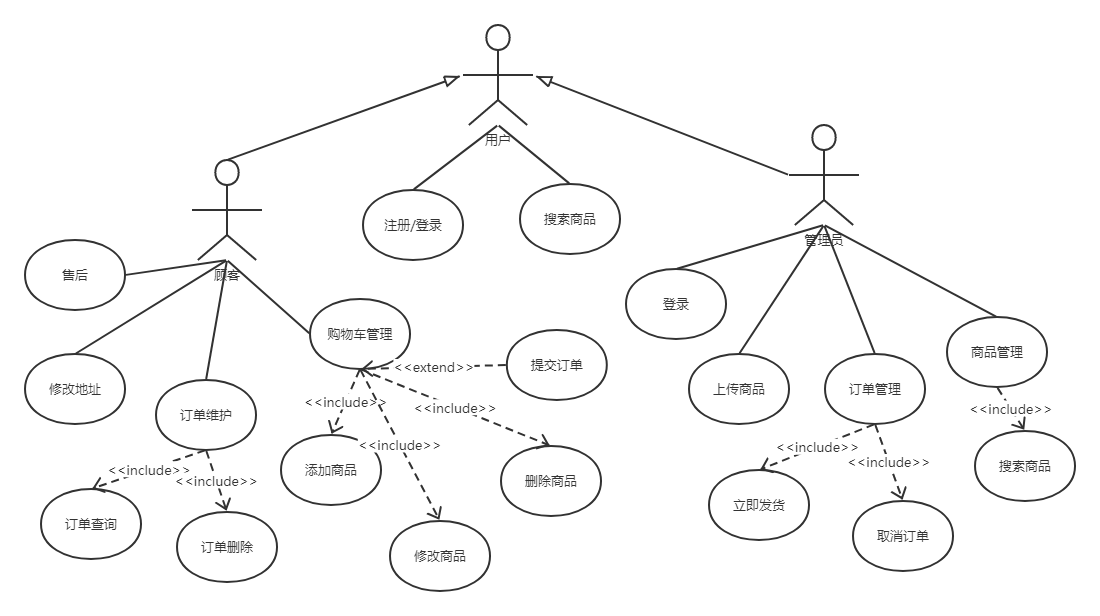 用户
注册/登录
搜索商品
管理员
顾客
售后
登录
购物车管理
商品管理
提交订单
<<extend>>
修改地址
上传商品
订单管理
<<include>>
<<include>>
<<include>>
订单维护
<<include>>
<<include>>
<<include>>
<<include>>
搜索商品
<<include>>
<<include>>
添加商品
删除商品
立即发货
订单查询
取消订单
订单删除
修改商品